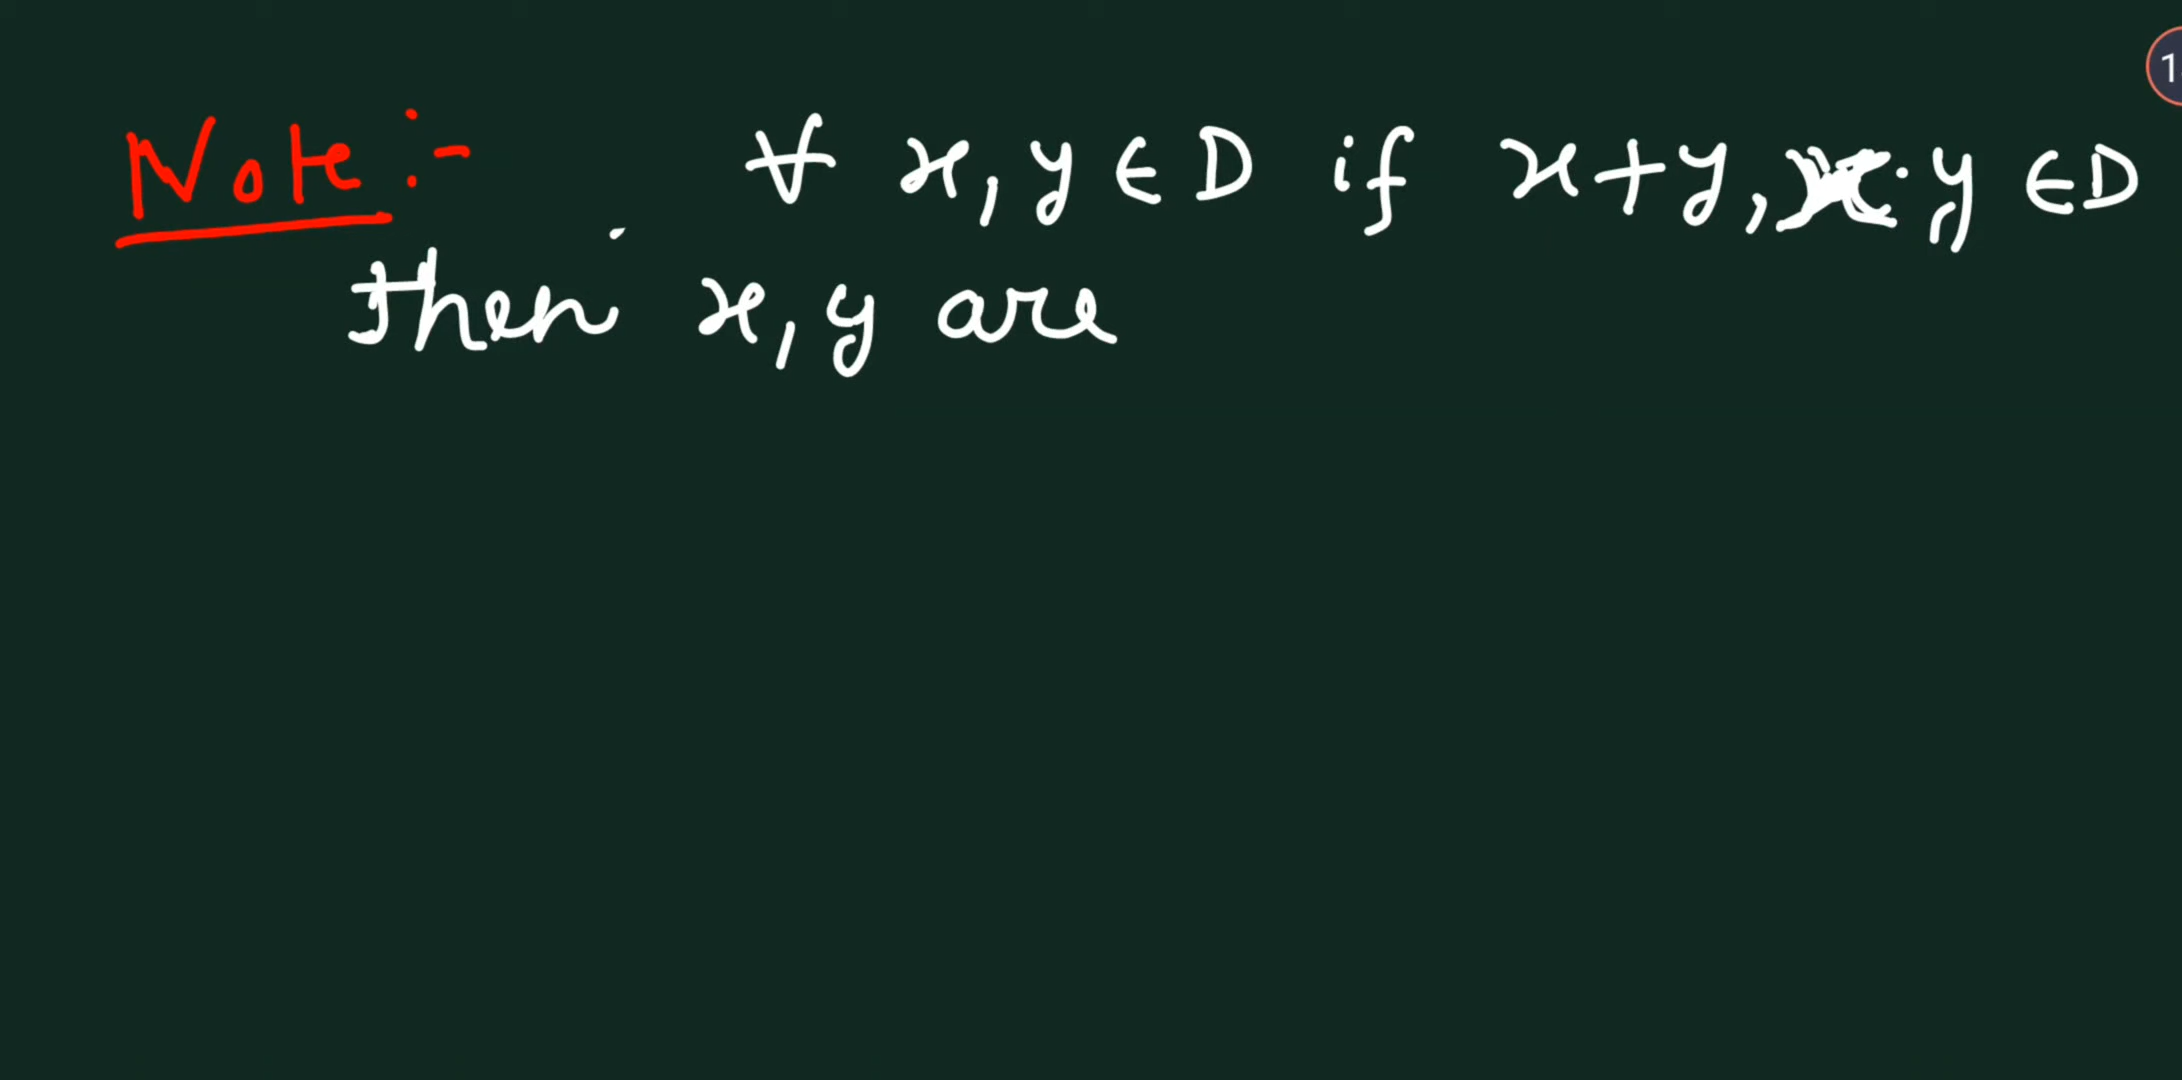 Note:- ∀ x, y ∈ D if x+y, x·y ∈ D
then x, y are